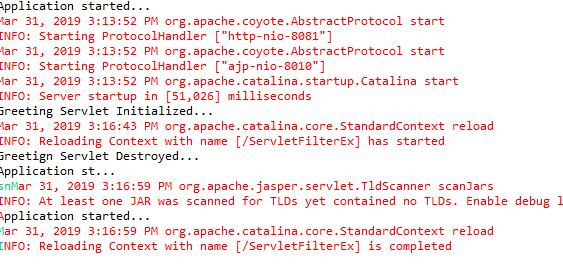 Application started...
Mar 31, 2019 3:13:52 PM org.apache.coyote.AbstractProtocol start
INFO: Starting ProtocolHandler ["http-nio-8081"]
Mar 31, 2019 3:13:52 PM org.apache.coyote.AbstractProtocol start
INFO: Starting ProtocolHandler ["ajp-nio-8010"]
Mar 31, 2019 3:13:52 PM org.apache.catalina.startup.Catalina start
INFO: Server startup in [51,026] milliseconds
Greeting Servlet Initialized...
Mar 31, 2019 3:16:43 PM org.apache.catalina.core.StandardContext reload
INFO: Reloading Context with name [/ServletFilterEx] has started
Greetign Servlet Destroyed...
Application st...
snMar 31, 2019 3:16:59 PM org.apache.jasper.servlet.TldScanner scanJars
INFO: At least one JAR was scanned for TLDs yet contained no TLDs. Enable debug l
Application started...
Mar 31, 2019 3:16:59 PM org.apache.catalina.core.StandardContext reload
INFO: Reloading Context with name [/ServletFilterEx] is completed